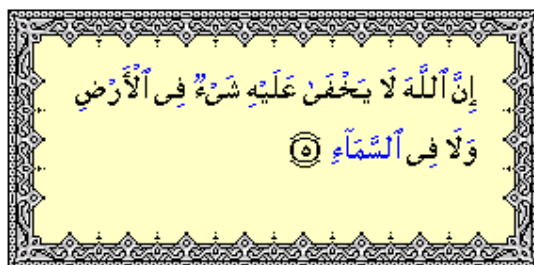 إِنَّ ٱللَّهَ لَا يَخْفَىٰ عَلَيْهِ شَىْءٌ فِى ٱلْأَرْضِ
وَلَا فِى ٱلسَّمَآءِ ۝٥